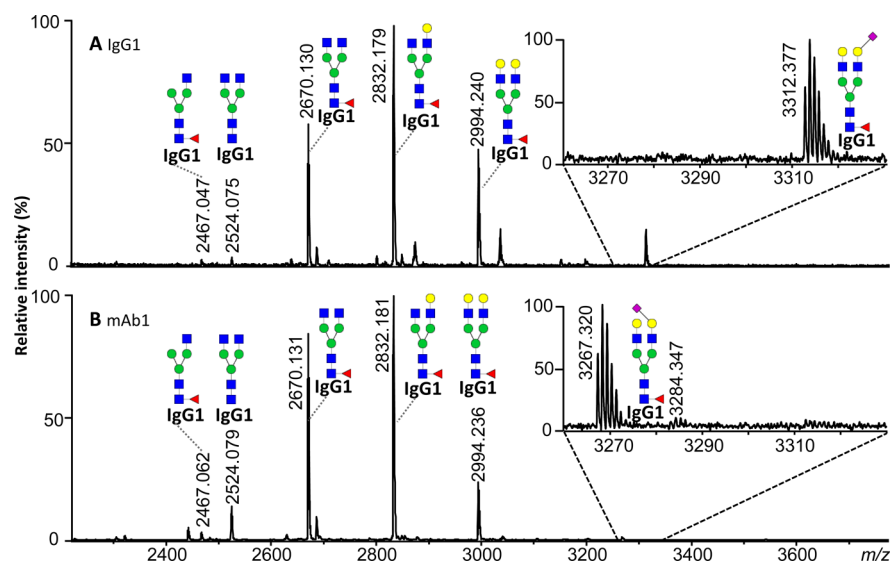 100
A IgG1
50
0
IgG1
IgG1
2467.047
2524.075
2670.130
IgG1
2832.179
IgG1
2994.240
IgG1
100
50
0
3312.377
IgG1
3270
3290
3310
Relative intensity (%)
100
B mAb1
50
0
IgG1
IgG1
2467.062
2524.079
2670.131
IgG1
2832.181
IgG1
IgG1
2994.236
100
50
0
3267.320
IgG1
3284.347
3270
3290
3310
2400
2600
2800
3000
3200
3400
3600
m/z